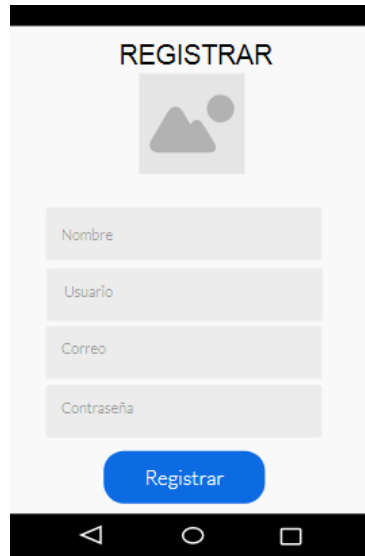 REGISTRAR
Nombre
Usuario
Correo
Contraseña
Registrar